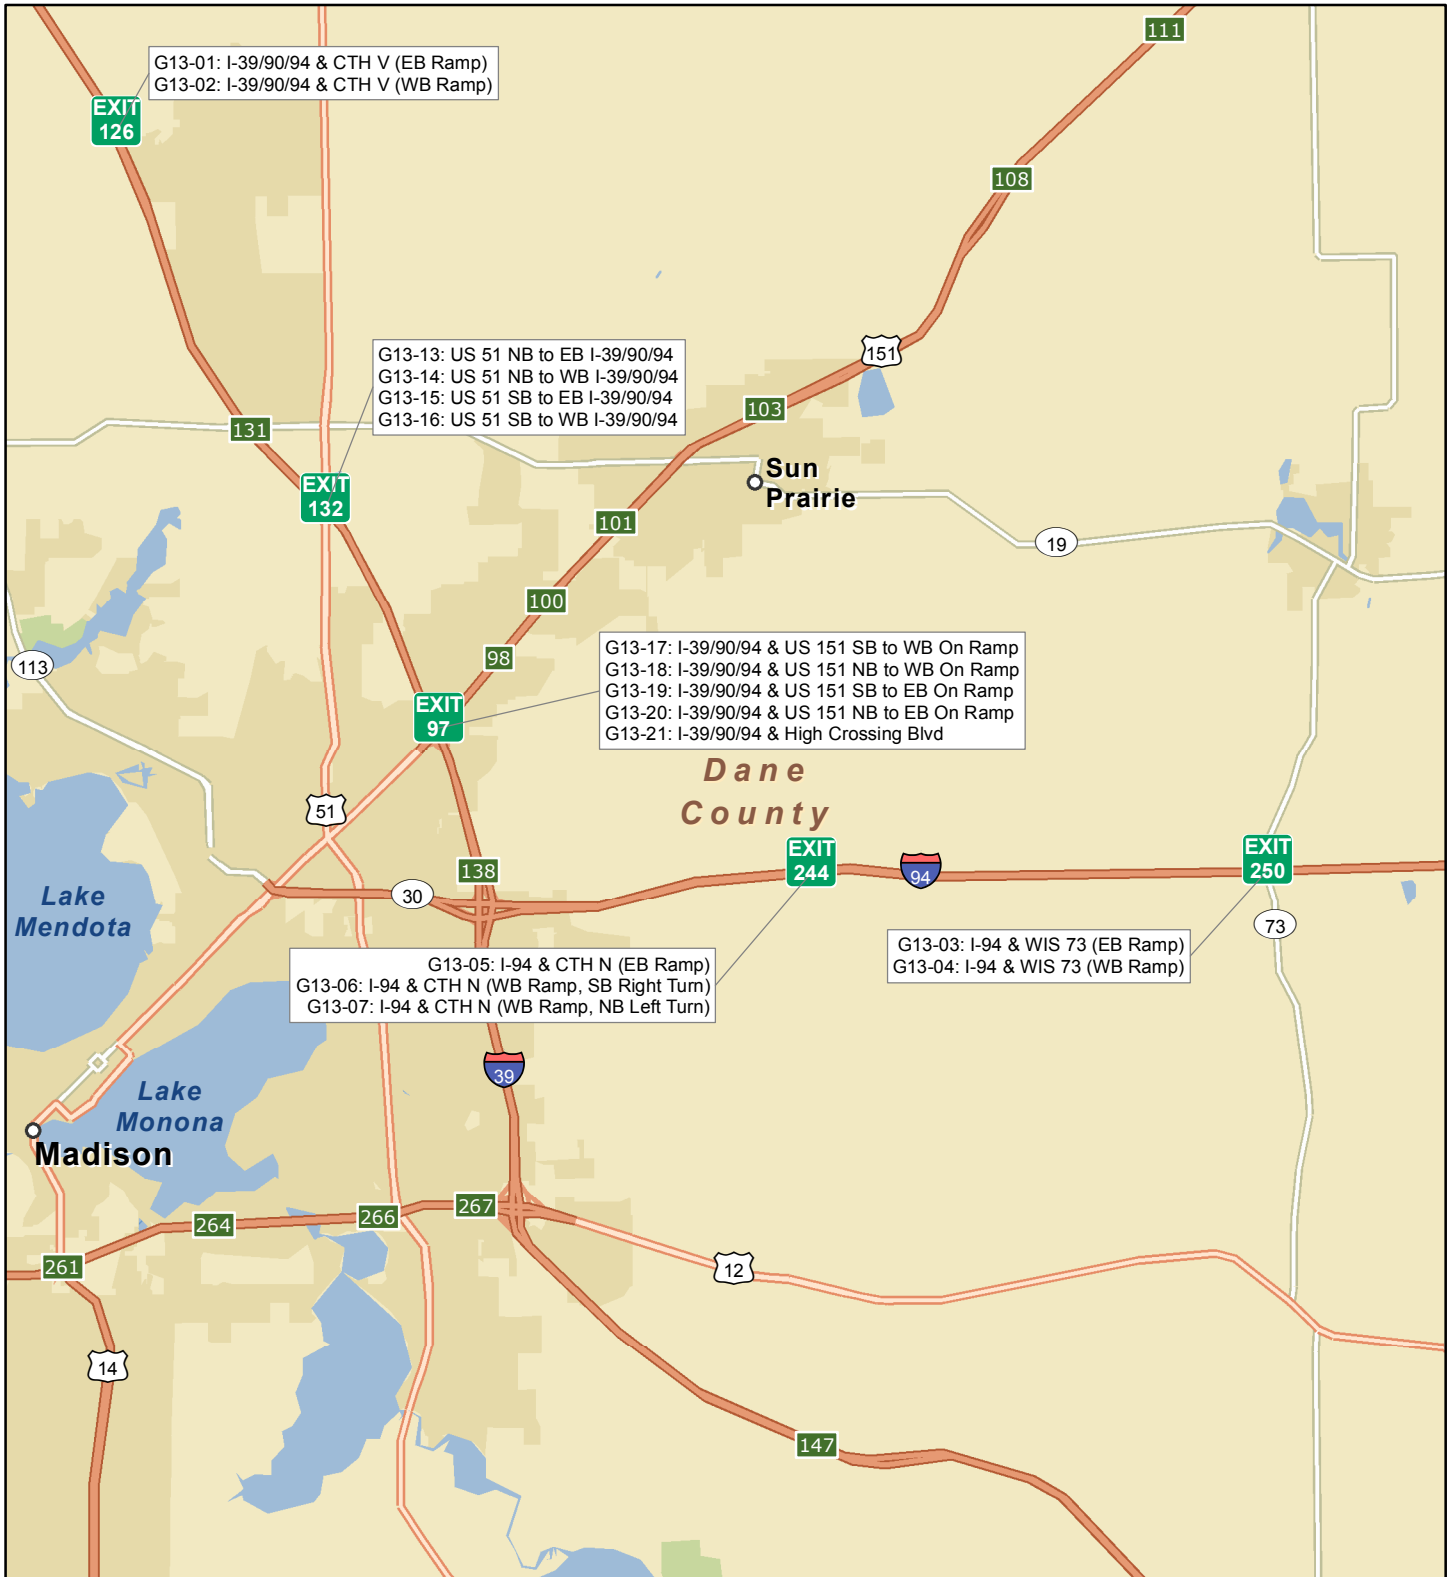 111
G13-01: I-39/90/94 & CTH V (EB Ramp)
G13-02: I-39/90/94 & CTH V (WB Ramp)
EXIT
126
108
G13-13: US 51 NB to EB I-39/90/94
G13-14: US 51 NB to WB I-39/90/94
G13-15: US 51 SB to EB I-39/90/94
G13-16: US 51 SB to WB I-39/90/94
151
103
131
Sun
Prairie
EXIT
132
101
19
100
98
113
G13-17: I-39/90/94 & US 151 SB to WB On Ramp
G13-18: I-39/90/94 & US 151 NB to WB On Ramp
G13-19: I-39/90/94 & US 151 SB to EB On Ramp
G13-20: I-39/90/94 & US 151 NB to EB On Ramp
G13-21: I-39/90/94 & High Crossing Blvd
EXIT
97
Dane
County
51
EXIT
244
EXIT
250
138
94
30
Lake
Mendota
73
G13-03: I-94 & WIS 73 (EB Ramp)
G13-04: I-94 & WIS 73 (WB Ramp)
G13-05: I-94 & CTH N (EB Ramp)
G13-06: I-94 & CTH N (WB Ramp, SB Right Turn)
G13-07: I-94 & CTH N (WB Ramp, NB Left Turn)
39
Lake
Monona
Madison
267
266
264
261
12
14
147